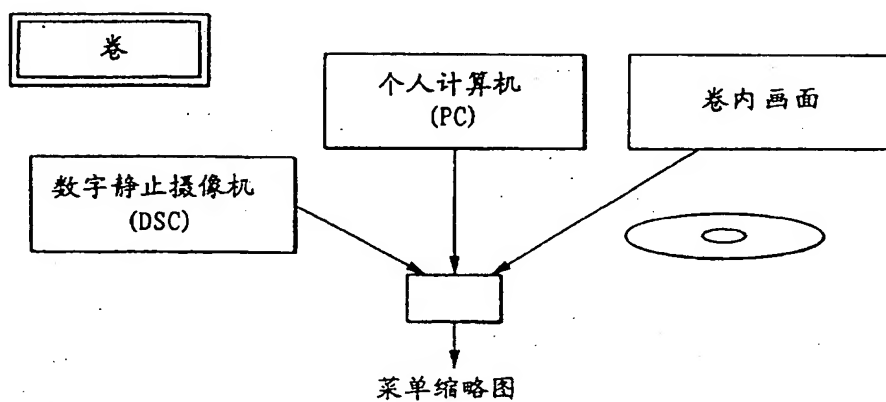 卷
个人计算机
(PC)
卷内画面
数字静止摄像机
(DSC)
菜单缩略图